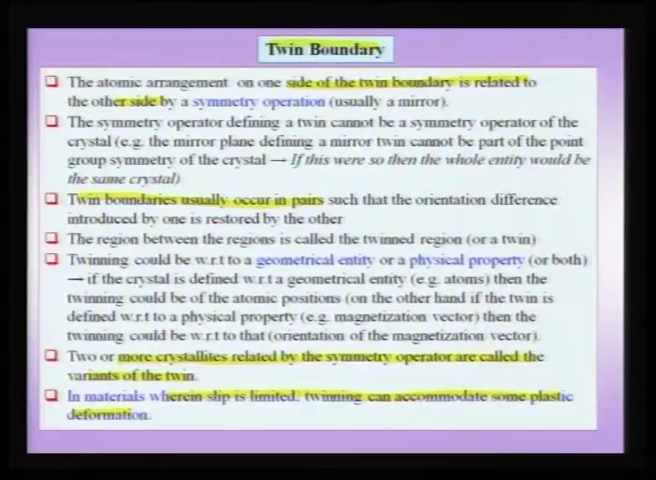 Twin Boundary
❑ The atomic arrangement on one side of the twin boundary is related to
the other side by a symmetry operation (usually a mirror).
❑ The symmetry operator defining a twin cannot be a symmetry operator of the
crystal (e.g. the mirror plane defining a mirror twin cannot be part of the point
group symmetry of the crystal → If this were so then the whole entity would be
the same crystal)
❑ Twin boundaries usually occur in pairs such that the orientation difference
introduced by one is restored by the other
❑ The region between the regions is called the twinned region (or a twin)
❑ Twinning could be w.r.t to a geometrical entity or a physical property (or both)
→ if the crystal is defined w.r.t a geometrical entity (e.g. atoms) then the
twinning could be of the atomic positions (on the other hand if the twin is
defined w.r.t to a physical property (e.g. magnetization vector) then the
twinning could be w.r.t to that (orientation of the magnetization vector).
❑ Two or more crystallites related by the symmetry operator are called the
variants of the twin.
❑ In materials wherein slip is limited, twinning can accommodate some plastic
deformation.